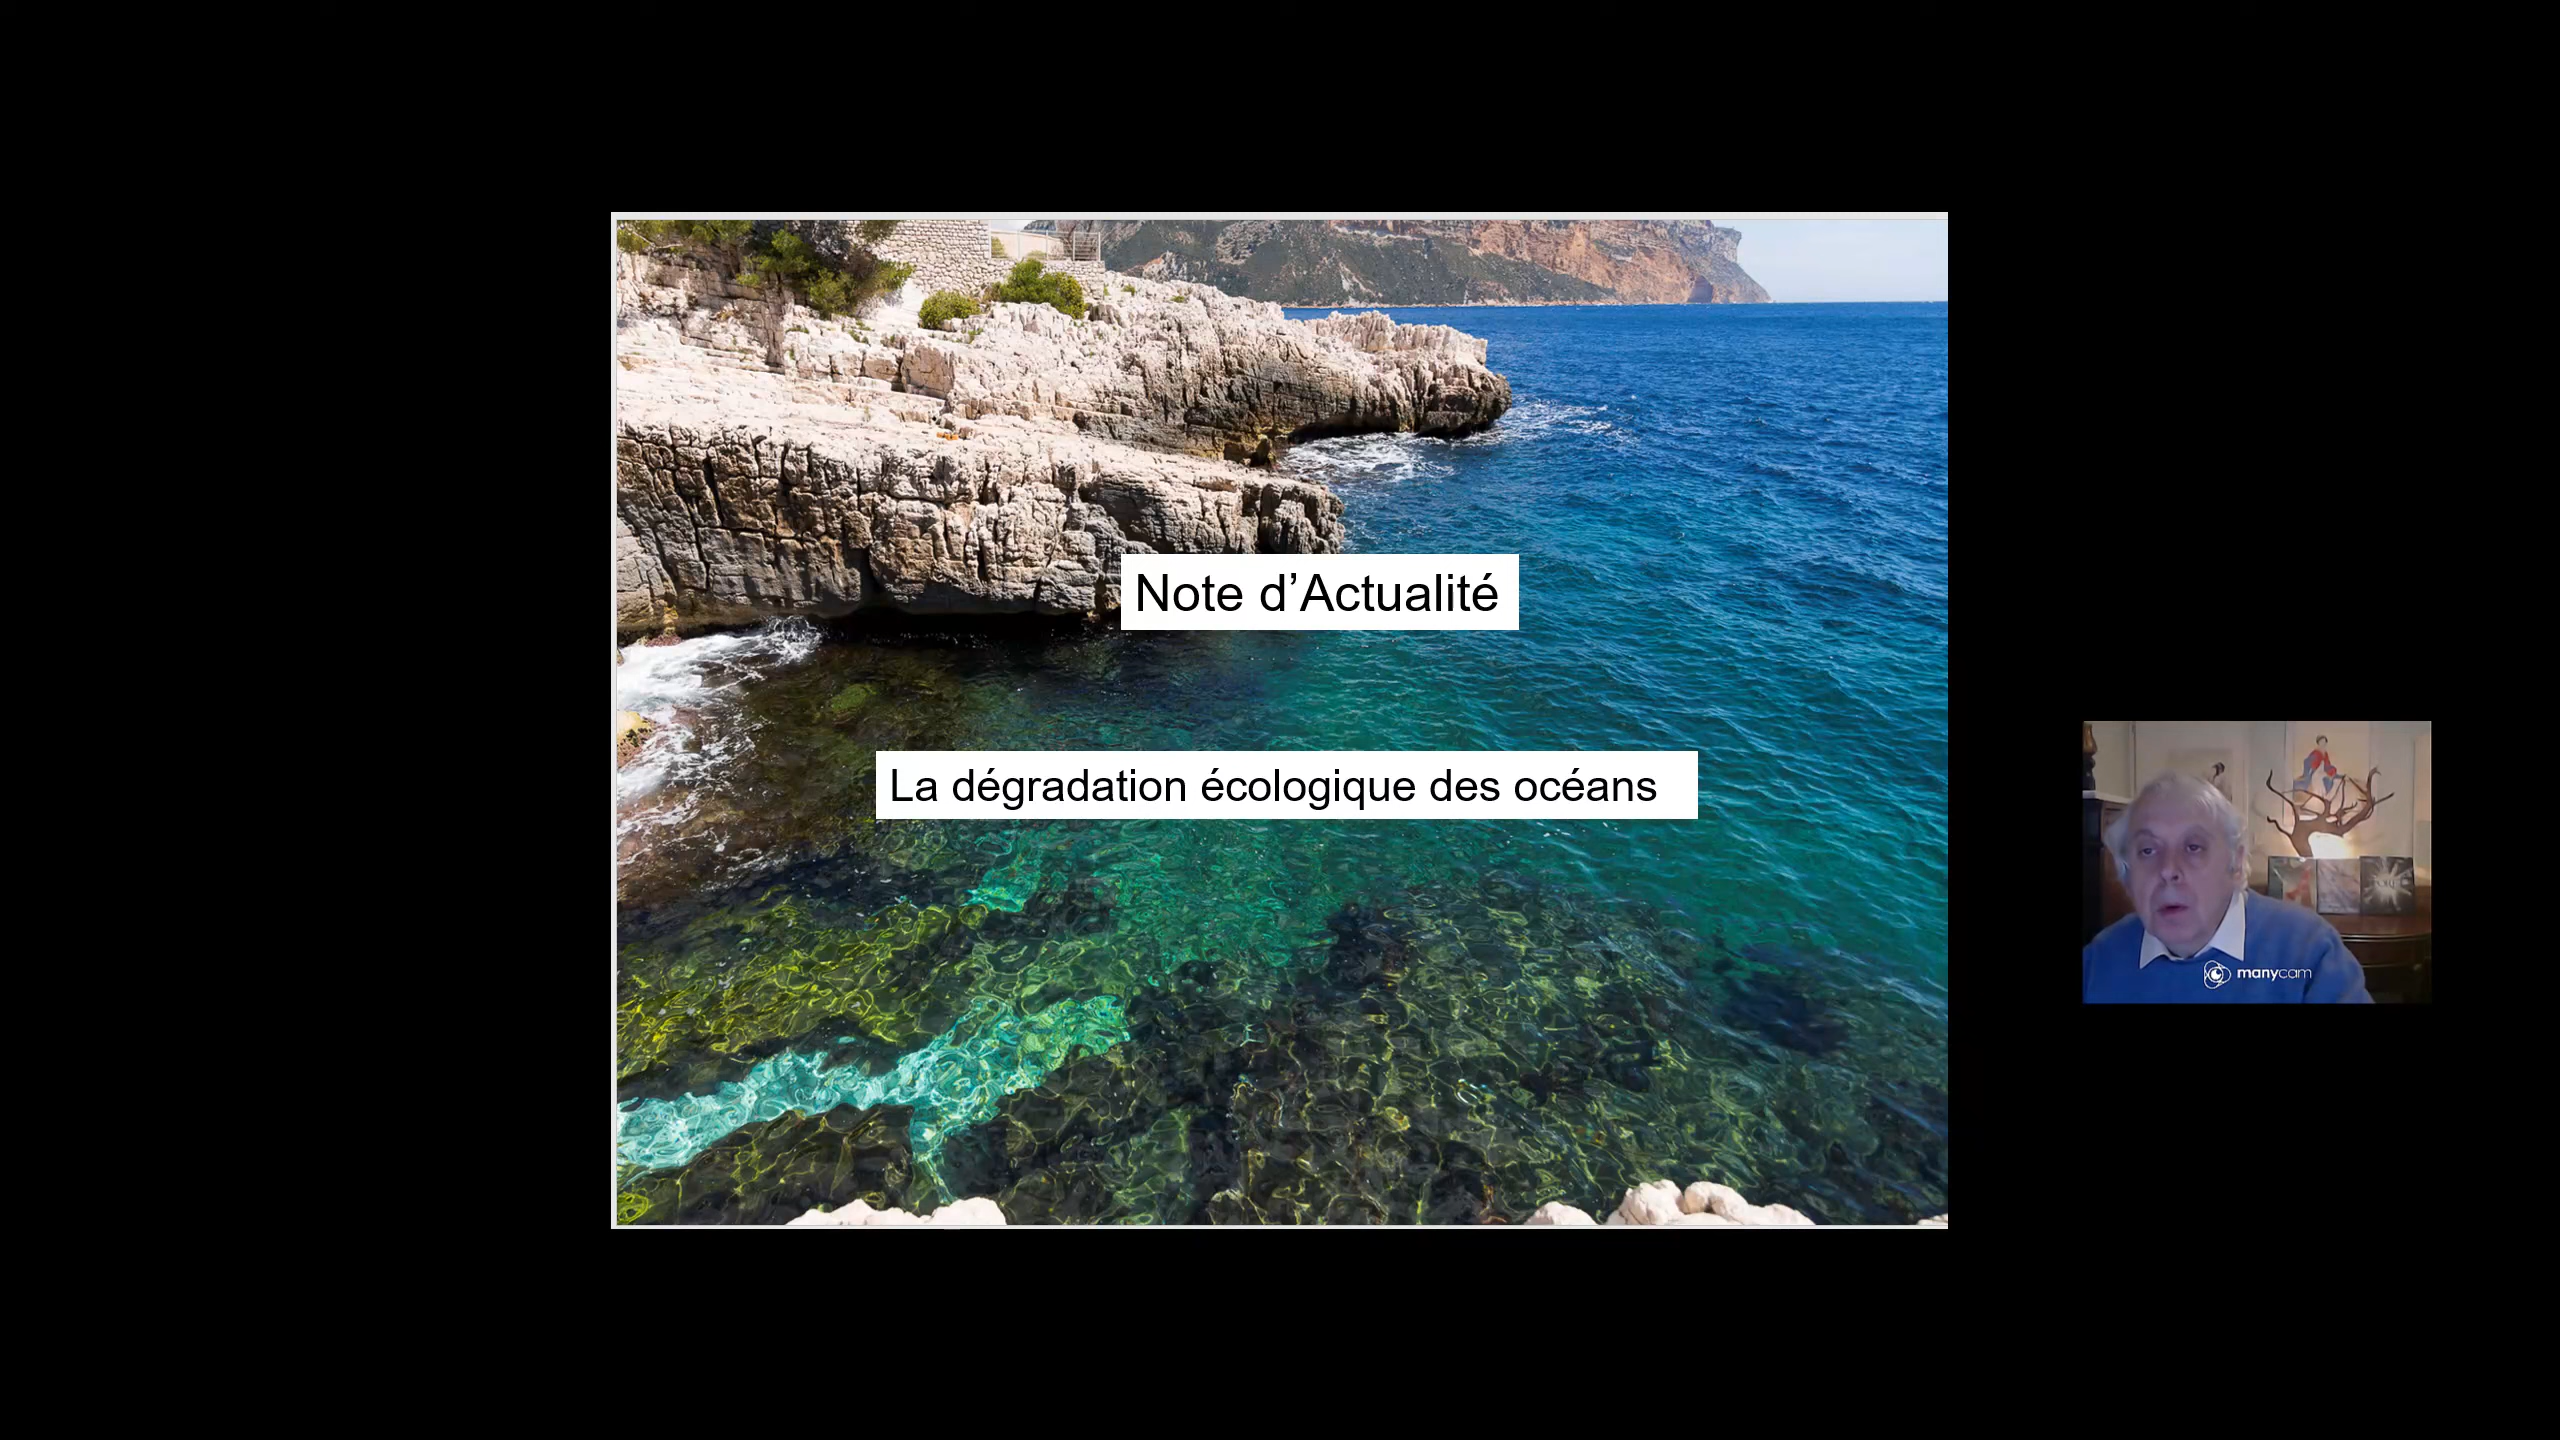 Note d’Actualité
La dégradation écologique des océans
manycam